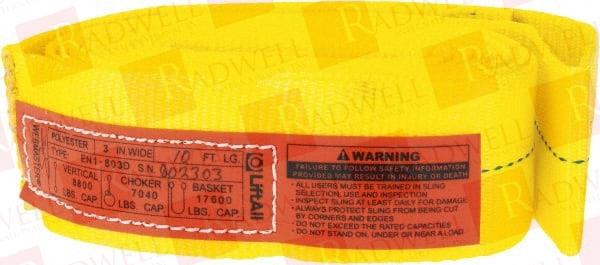 RADWELL
WEBMASTER
POLYESTER 3 IN. WIDE 10 FT. LG.
TYPE EN1-803D S.N. 902303
VERTICAL CHOKER BASKET
8800 7040 17600
LBS. CAP. LBS. CAP. LBS. CAP.
LiftAll
WARNING
FAILURE TO FOLLOW SAFETY INFORMATION
PROVIDED MAY RESULT IN INJURY OR DEATH
• ALL USERS MUST BE TRAINED IN SLING
SELECTION, USE AND INSPECTION
• INSPECT SLING AT LEAST DAILY FOR DAMAGE
• ALWAYS PROTECT SLING FROM BEING CUT
BY CORNERS AND EDGES
• DO NOT EXCEED THE RATED CAPACITIES
• DO NOT STAND ON, UNDER OR NEAR A LOAD